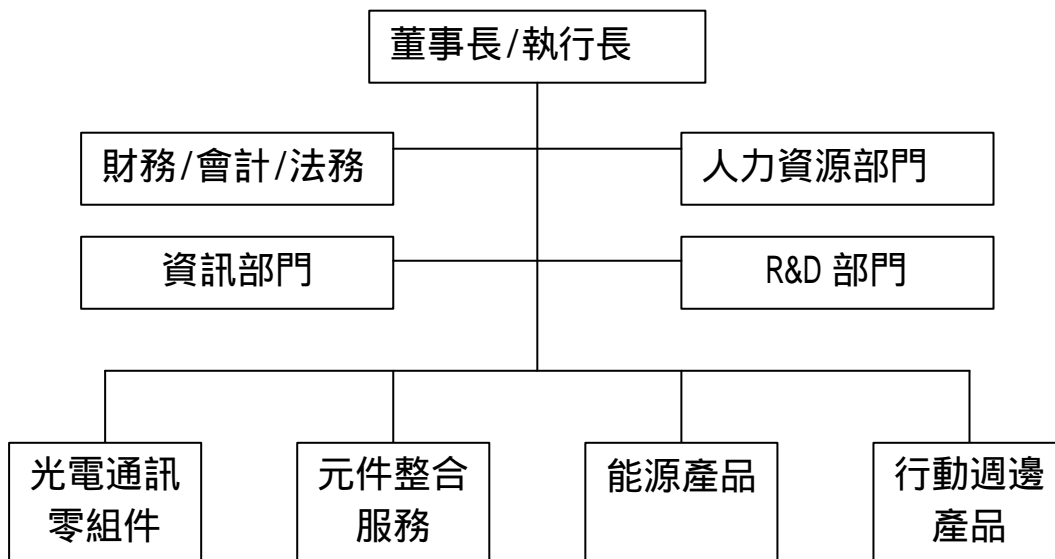 董事長/執行長
財務/會計/法務
人力資源部門
資訊部門
R&D 部門
光電通訊
零組件
元件整合
服務
能源產品
行動週邊
產品